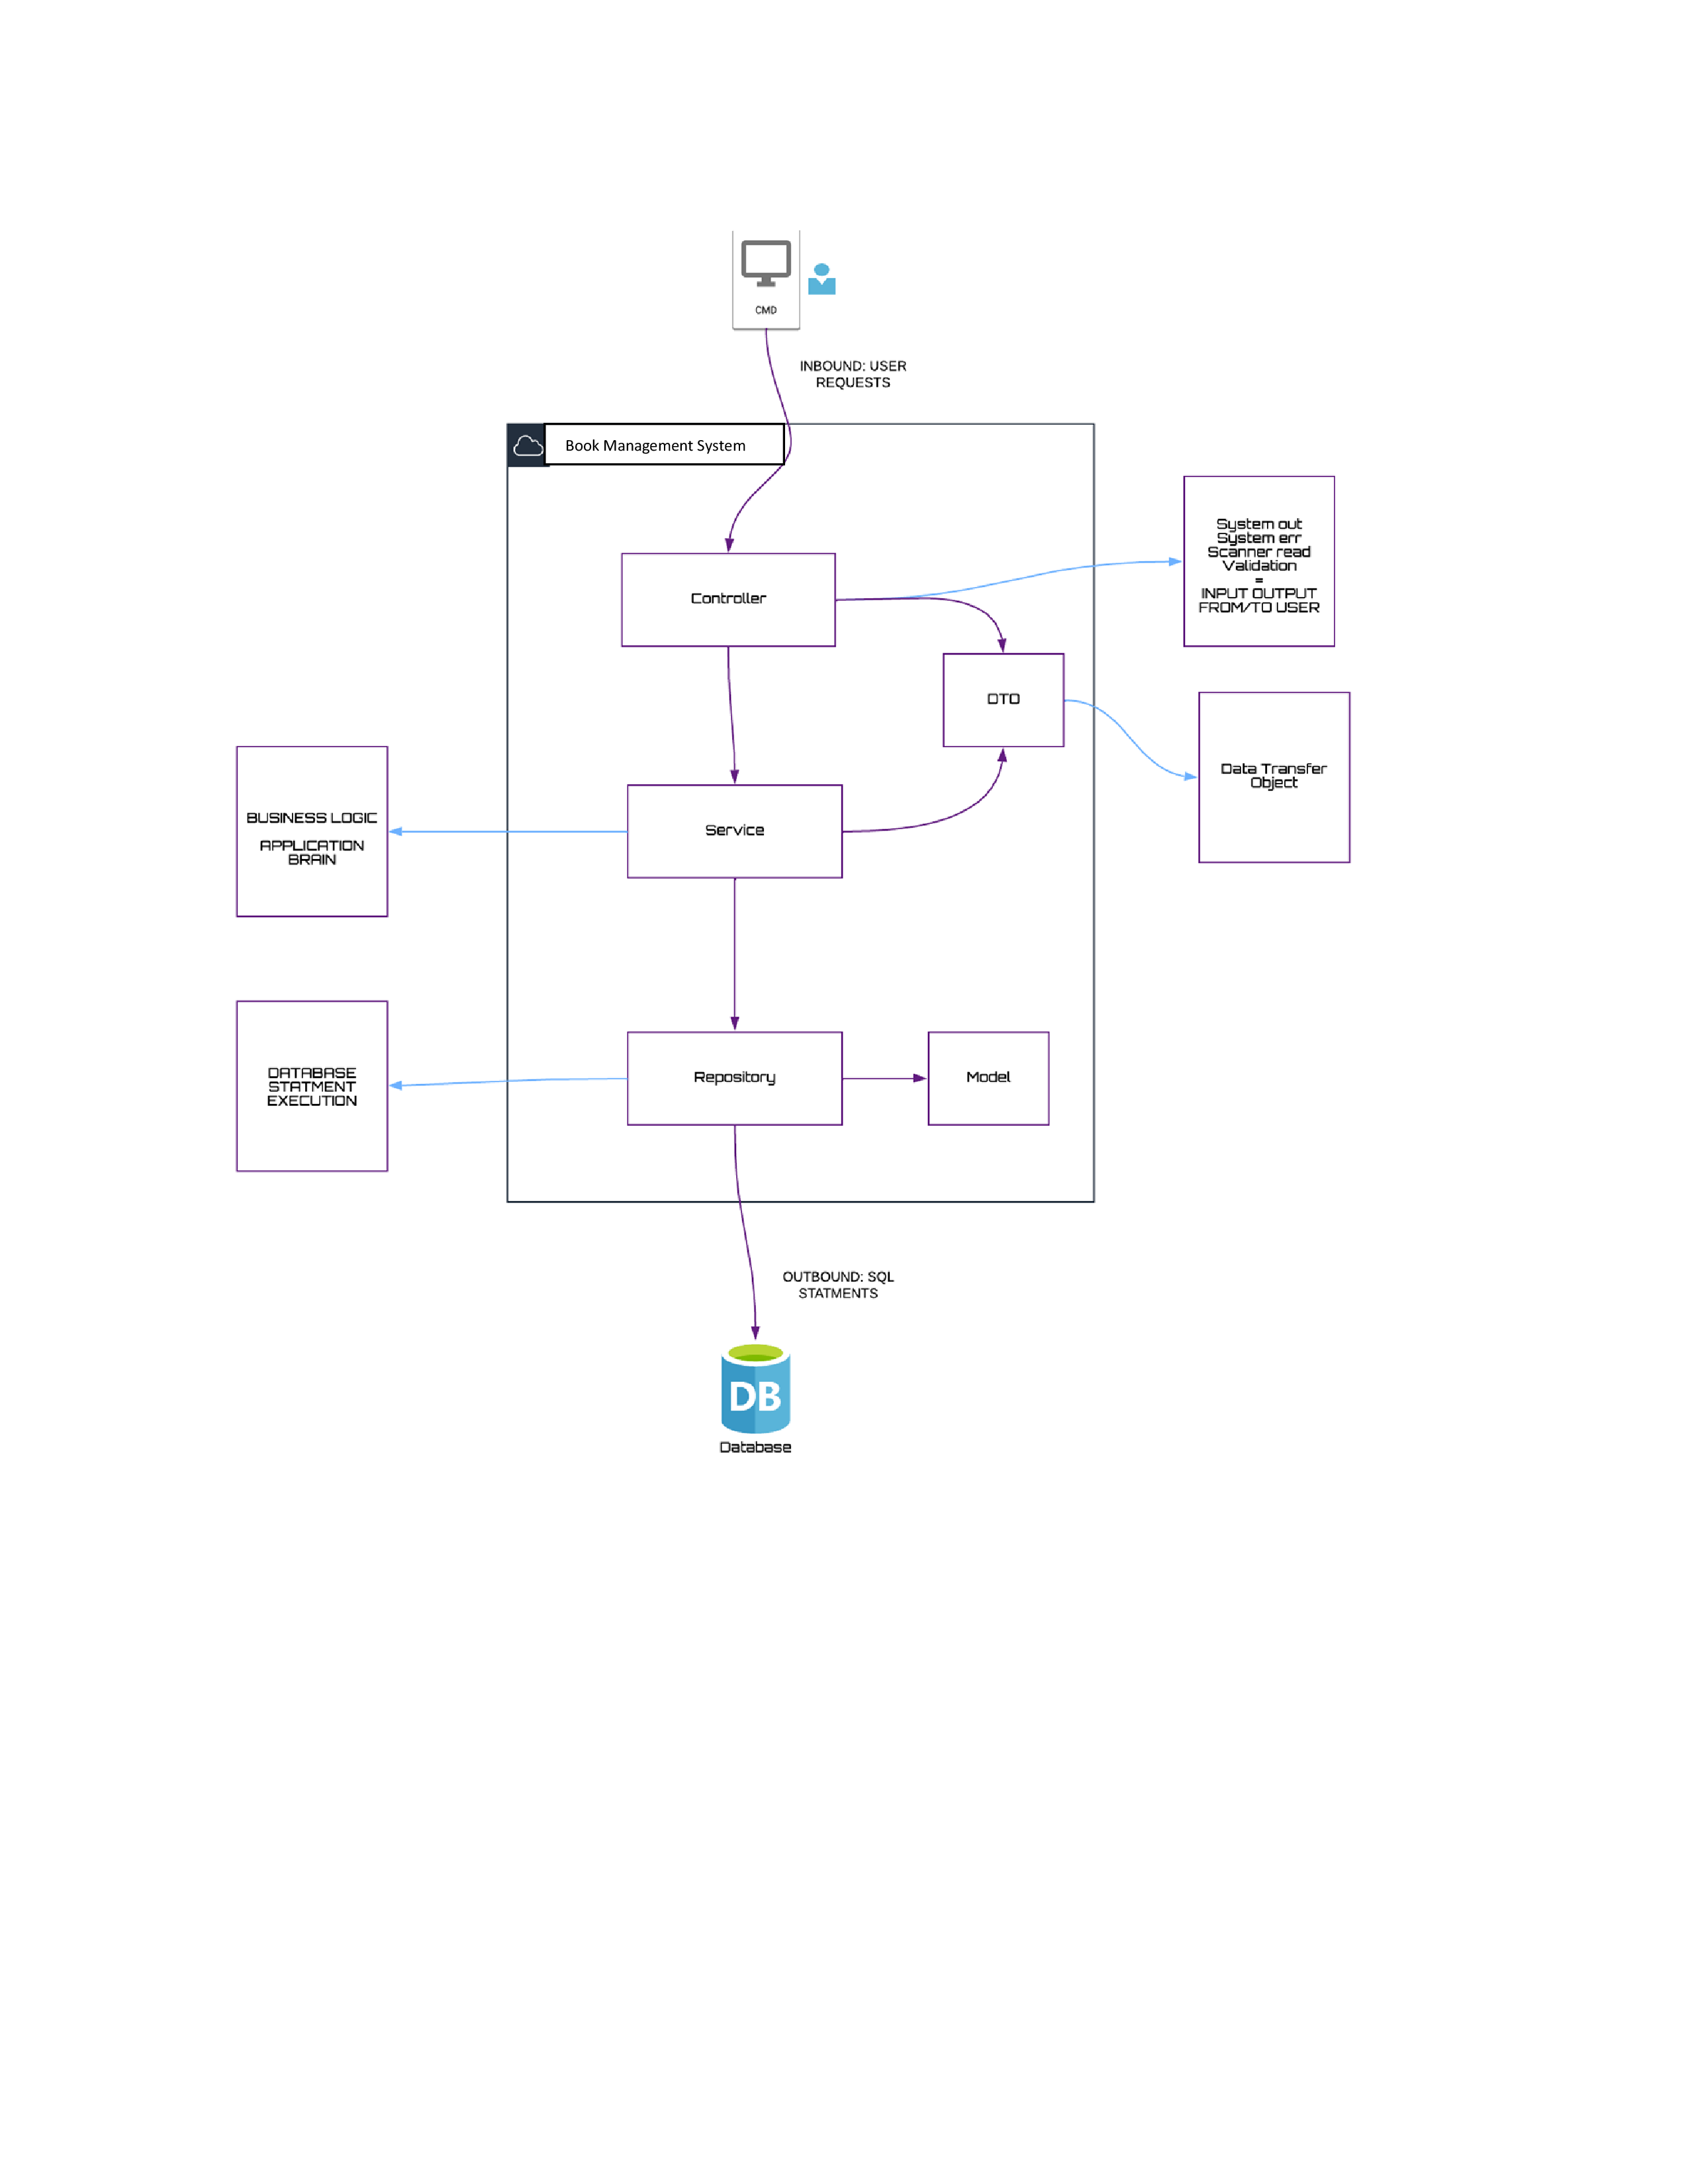 CMD
INBOUND: USER
REQUESTS
Book Management System
Controller
System out
System err
Scanner read
Validation
=
INPUT OUTPUT
FROM/TO USER
DTO
Data Transfer
Object
BUSINESS LOGIC
APPLICATION
BRAIN
Service
DATABASE
STATMENT
EXECUTION
Repository
Model
OUTBOUND: SQL
STATMENTS
DB
Database